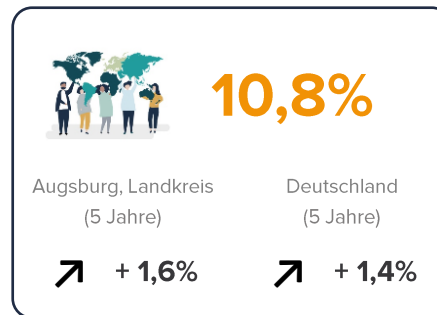 10,8%
Augsburg, Landkreis
(5 Jahre)
+ 1,6%
Deutschland
(5 Jahre)
+ 1,4%